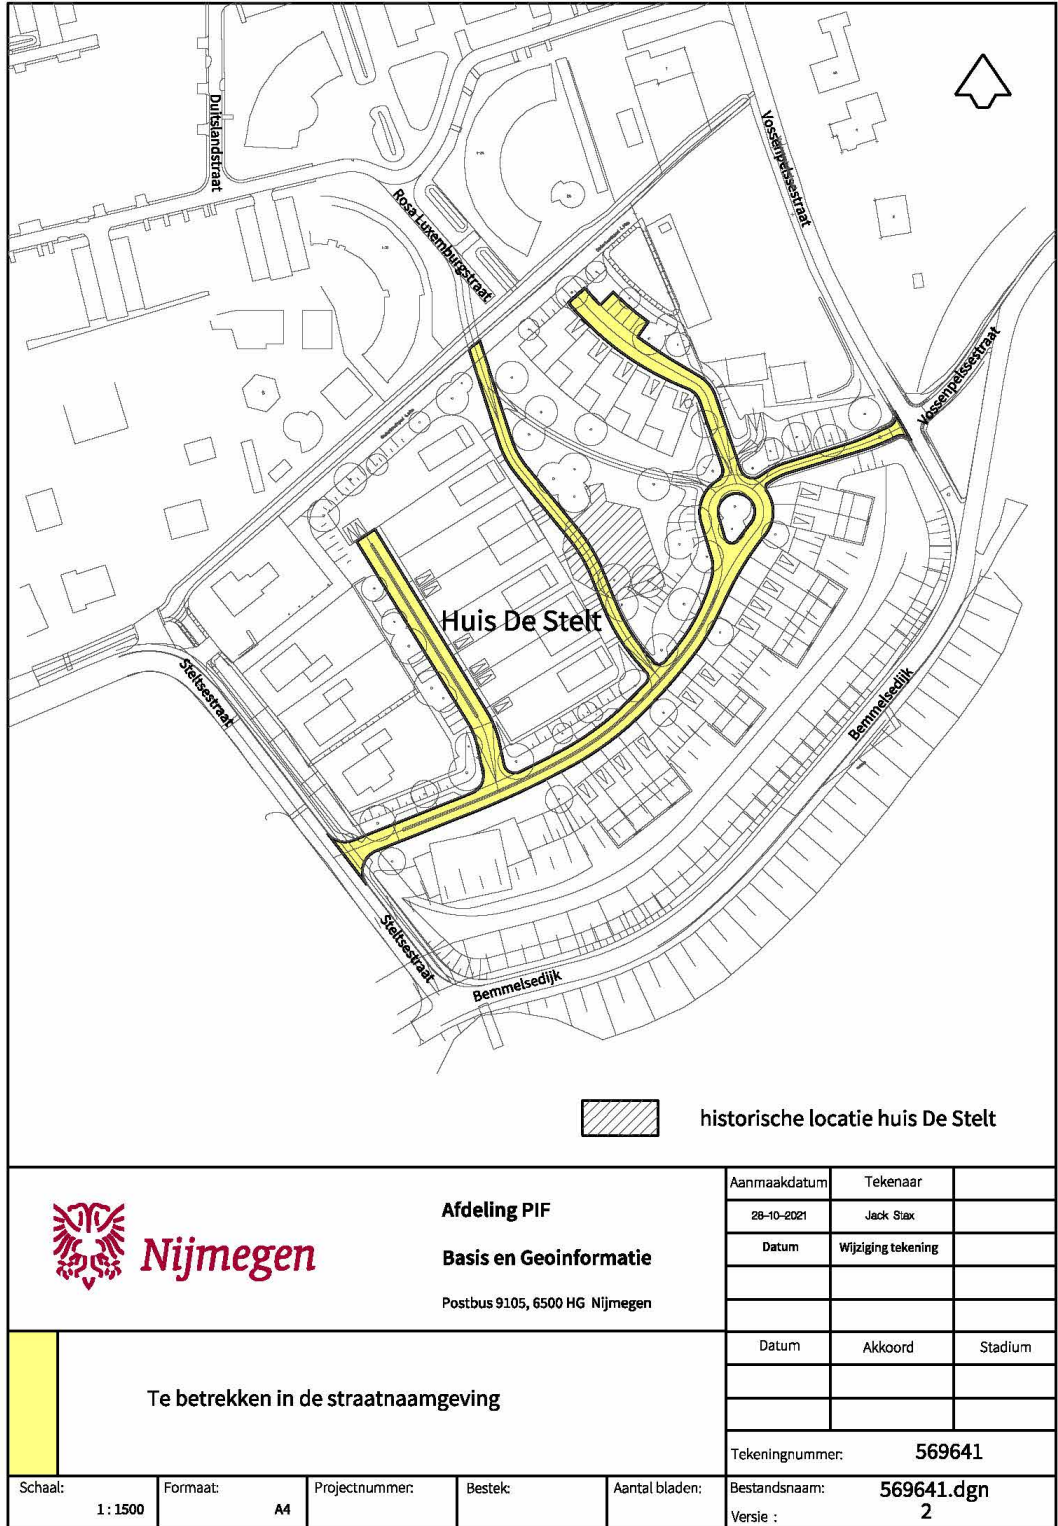 Duitslandstraat
Vossenpelssestraat
Rosa Luxemburgstraat
Vossenpelssestraat
Huis De Stelt
Steltsestraat
Bemmelsedijk
Steltsestraat
Bemmelsedijk
historische locatie huis De Stelt
Nijmegen
Afdeling PIF
Basis en Geoinformatie
Postbus 9105, 6500 HG Nijmegen
Aanmaakdatum Tekenaar
28-10-2021 Jack Stax
Datum Wijziging tekening
Datum Akkoord Stadium
Te betrekken in de straatnaamgeving
Tekeningnummer: 569641
Schaal: 1 : 1500
Formaat: A4
Projectnummer:
Bestek:
Aantal bladen:
Bestandsnaam: 569641.dgn
Versie : 2